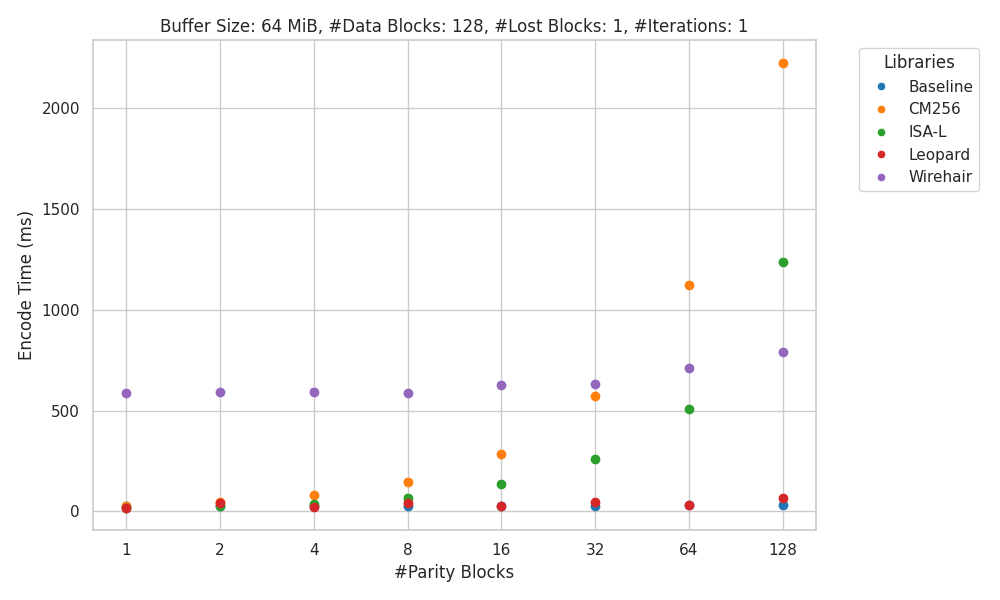 Buffer Size: 64 MiB, #Data Blocks: 128, #Lost Blocks: 1, #Iterations: 1
Libraries
Baseline
CM256
ISA-L
Leopard
Wirehair
Encode Time (ms)
2000
1500
1000
500
0
1 2 4 8 16 32 64 128
#Parity Blocks